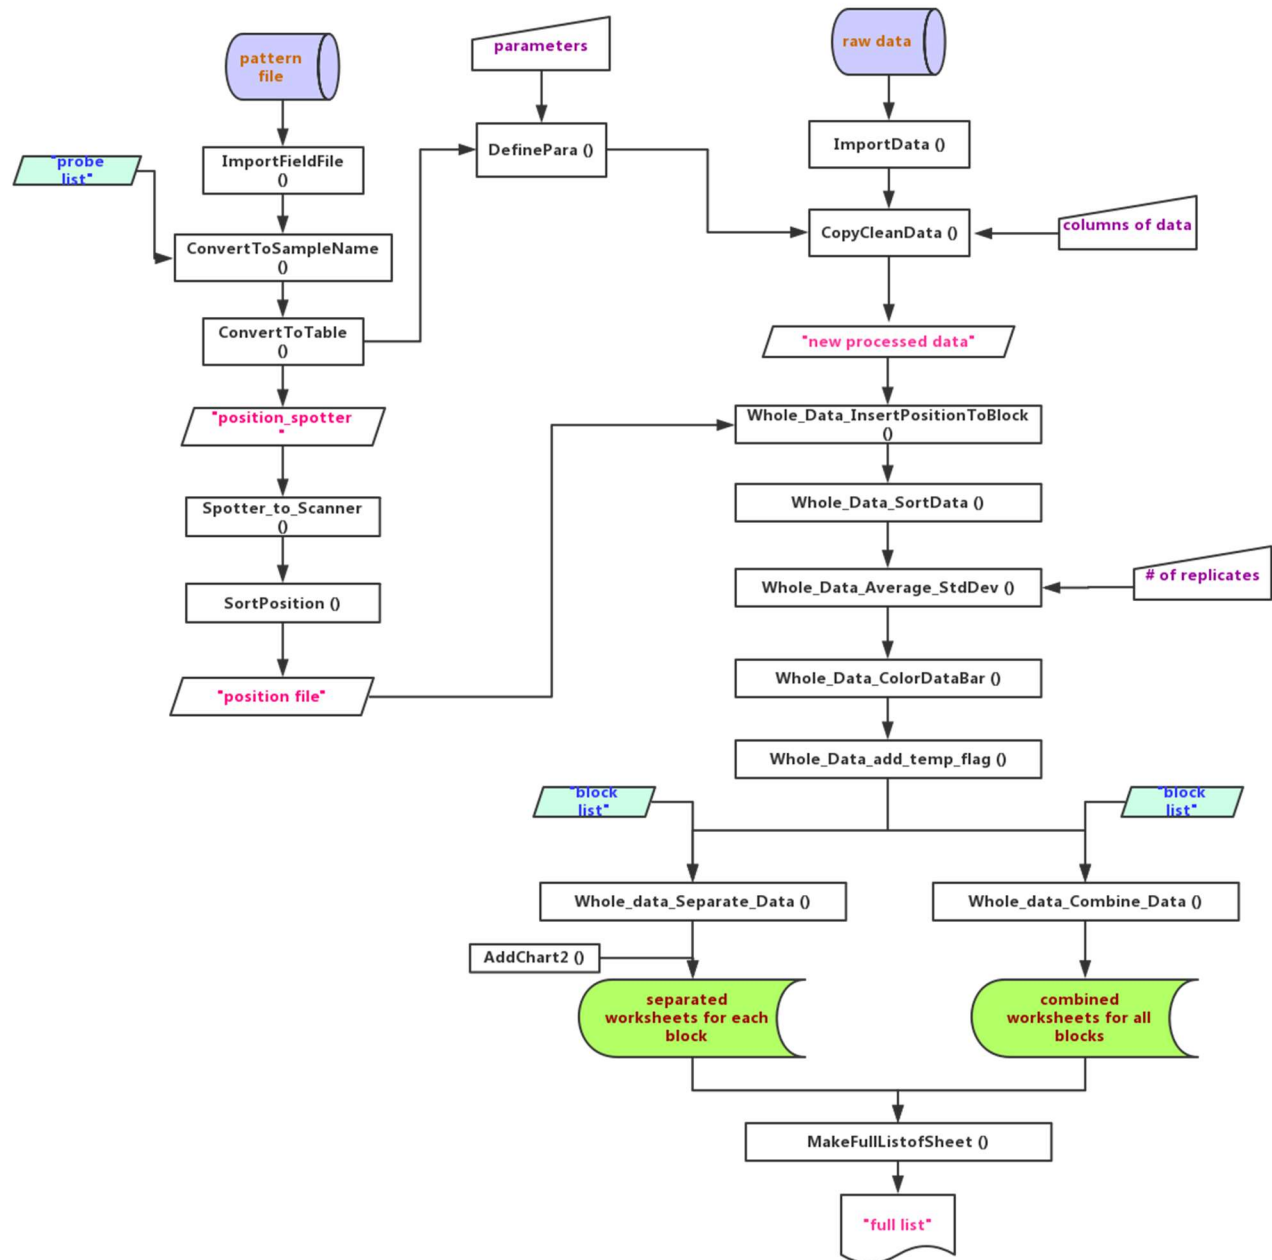 pattern
file
parameters
raw data
ImportFieldFile
()
"probe
list"
DefinePara ()
ImportData ()
ConvertToSampleName
()
CopyCleanData ()
columns of data
ConvertToTable
()
"new processed data"
"position_spotter
"
Whole_Data_InsertPositionToBlock
()
Spotter_to_Scanner
()
Whole_Data_SortData ()
SortPosition ()
Whole_Data_Average_StdDev ()
# of replicates
"position file"
Whole_Data_ColorDataBar ()
Whole_Data_add_temp_flag ()
"block
list"
"block
list"
Whole_data_Separate_Data ()
Whole_data_Combine_Data ()
AddChart2 ()
separated
worksheets for each
block
combined
worksheets for all
blocks
MakeFullListofSheet ()
"full list"